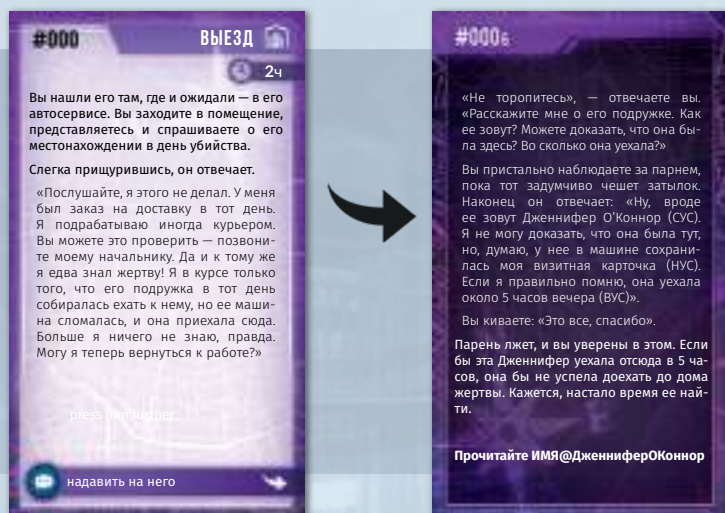 #000
ВЫЕЗД
2ч
Вы нашли его там, где и ожидали — в его
автосервисе. Вы заходите в помещение,
представляетесь и спрашиваете о его
местонахождении в день убийства.
Слегка прищурившись, он отвечает.
«Послушайте, я этого не делал. У меня
был заказ на доставку в тот день.
Я подрабатываю иногда курьером.
Вы можете это проверить — позвони-
те моему начальнику. Да и к тому же
я едва знал жертву! Я в курсе только
того, что его подружка в тот день
собиралась ехать к нему, но ее маши-
на сломалась, и она приехала сюда.
Больше я ничего не знаю, правда.
Могу я теперь вернуться к работе?»
press him further
надавить на него
#0006
«Не торопитесь», — отвечаете вы.
«Расскажите мне о его подружке. Как
ее зовут? Можете доказать, что она бы-
ла здесь? Во сколько она уехала?»
Вы пристально наблюдаете за парнем,
пока тот задумчиво чешет затылок.
Наконец он отвечает: «Ну, вроде
ее зовут Дженнифер О’Коннор (СУС).
Я не могу доказать, что она была тут,
но, думаю, у нее в машине сохрани-
лась моя визитная карточка (НУС).
Если я правильно помню, она уехала
около 5 часов вечера (ВУС)».
Вы киваете: «Это все, спасибо».
Парень лжет, и вы уверены в этом. Если
бы эта Дженнифер уехала отсюда в 5 ча-
сов, она бы не успела доехать до дома
жертвы. Кажется, настало время ее най-
ти.
Прочитайте ИМЯ@ДженниферОКоннор